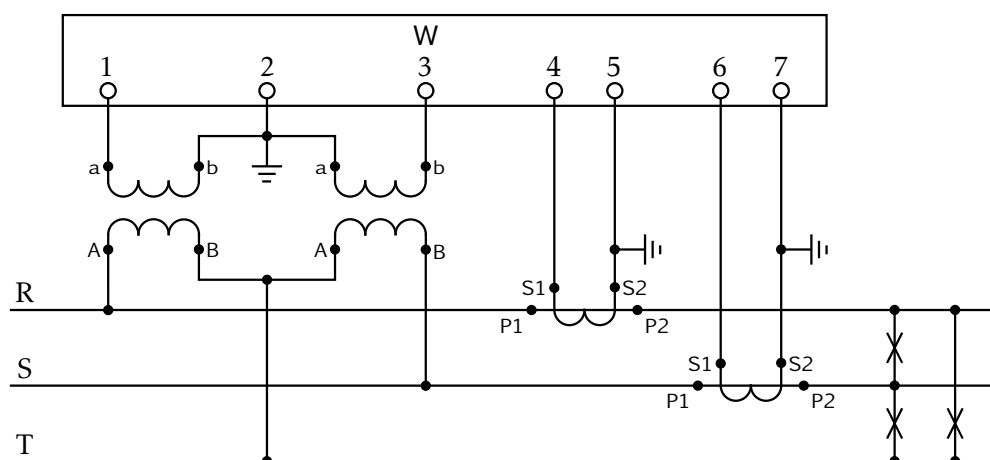 W
1 2 3 4 5 6 7
a b a b
A B A B
S1 S2
R P1 P2
S1 S2
S P1 P2
T